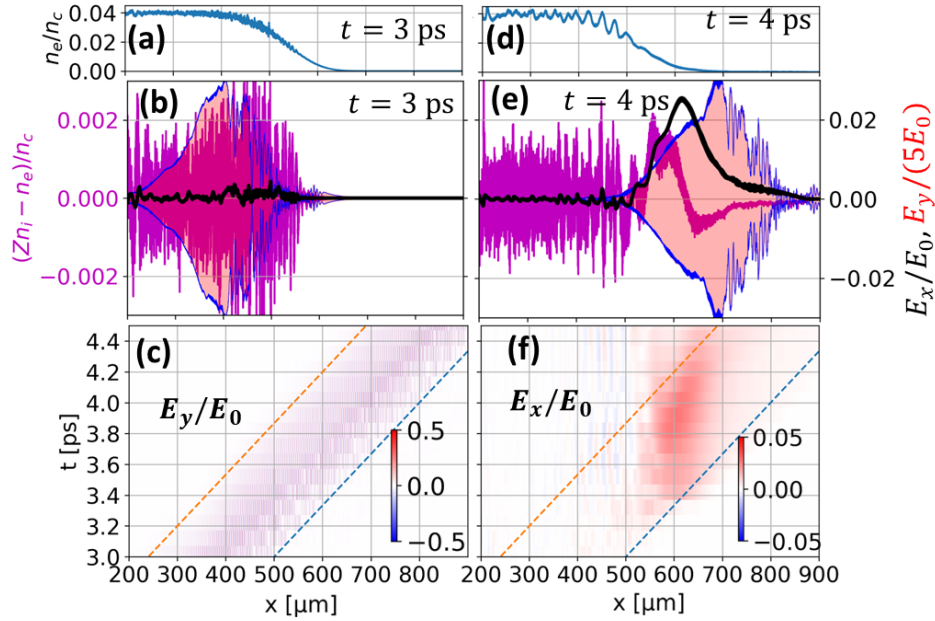 n_e/n_c
0.04
0.02
0.00
(a)
t = 3 ps
(d)
t = 4 ps
(Zn_i − n_e)/n_c
0.002
0.000
−0.002
(b)
t = 3 ps
(e)
t = 4 ps
0.02
0.00
−0.02
E_x/E_0, E_y/(5E_0)
t [ps]
4.4
4.2
4.0
3.8
3.6
3.4
3.2
3.0
(c)
E_y/E_0
0.5
0.0
−0.5
(f)
E_x/E_0
0.05
0.00
−0.05
200 300 400 500 600 700 800
200 300 400 500 600 700 800 900
x [μm]
x [μm]